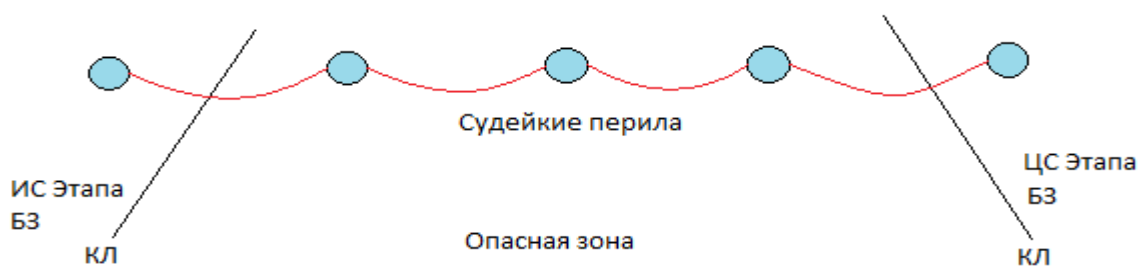 Судейкие перила
ИС Этапа
БЗ
КЛ
Опасная зона
ЦС Этапа
БЗ
КЛ